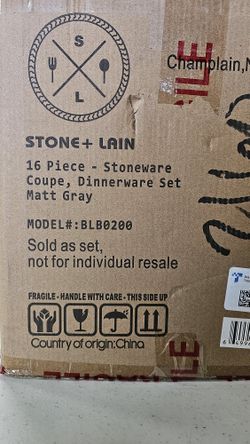 S
L
Champlain,N
STONE+ LAIN
16 Piece - Stoneware
Coupe, Dinnerware Set
Matt Gray
MODEL#:BLB0200
Sold as set,
not for individual resale
FRAGILE - HANDLE WITH CARE - THIS SIDE UP
Country of origin:China